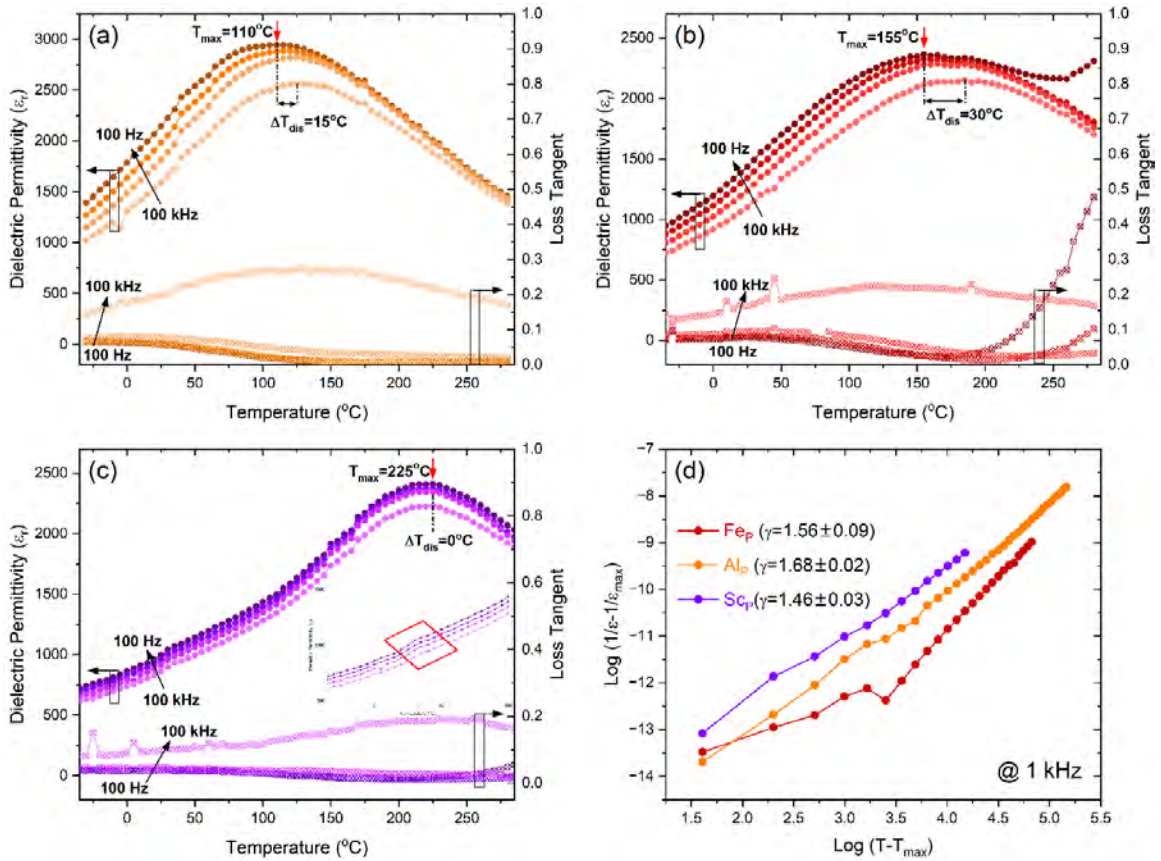 (a)
Tmax=110°C
ΔTdis=15°C
100 Hz
100 kHz
100 kHz
100 Hz
Dielectric Permittivity (εr)
3000
2500
2000
1500
1000
500
0
Loss Tangent
1.0
0.9
0.8
0.7
0.6
0.5
0.4
0.3
0.2
0.1
0.0
0 50 100 150 200 250
Temperature (°C)
(b)
Tmax=155°C
ΔTdis=30°C
100 Hz
100 kHz
100 kHz
100 Hz
Dielectric Permittivity (εr)
2500
2000
1500
1000
500
0
Loss Tangent
1.0
0.9
0.8
0.7
0.6
0.5
0.4
0.3
0.2
0.1
0.0
0 50 100 150 200 250
Temperature (°C)
(c)
Tmax=225°C
ΔTdis=0°C
100 Hz
100 kHz
100 kHz
100 Hz
Dielectric Permittivity (εr)
2500
2000
1500
1000
500
0
Loss Tangent
1.0
0.9
0.8
0.7
0.6
0.5
0.4
0.3
0.2
0.1
0.0
0 50 100 150 200 250
Temperature (°C)
(d)
FeP (γ=1.56±0.09)
AlP (γ=1.68±0.02)
ScP (γ=1.46±0.03)
@ 1 kHz
Log (1/ε-1/εmax)
−7
−8
−9
−10
−11
−12
−13
−14
1.5 2.0 2.5 3.0 3.5 4.0 4.5 5.0 5.5
Log (T-Tmax)